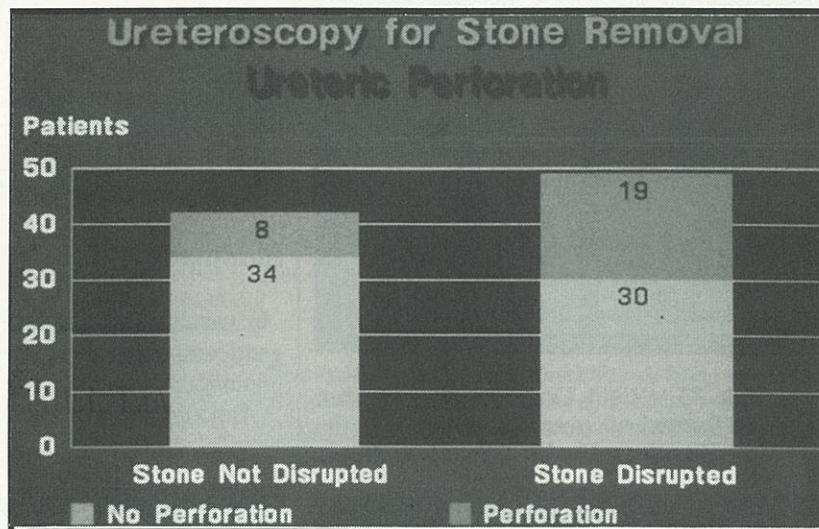 Ureteroscopy for Stone Removal
Ureteric Perforation
Patients
50
40
30
20
10
0
8
34
19
30
Stone Not Disrupted
Stone Disrupted
No Perforation
Perforation